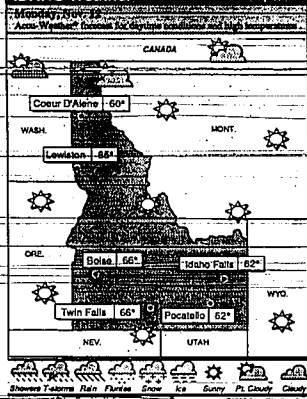 Monday, Nov
Accu-Weather® forecast for daytime conditions and high temperatures
CANADA
Coeur D'Alene 60°
WASH.
MONT.
Lewiston 65°
ORE.
Boise 66°
Idaho Falls 62°
WYO.
Twin Falls 66°
Pocatello 62°
NEV.
UTAH
Showers T-storms Rain Flurries Snow Ice Sunny Pt. Cloudy Cloudy